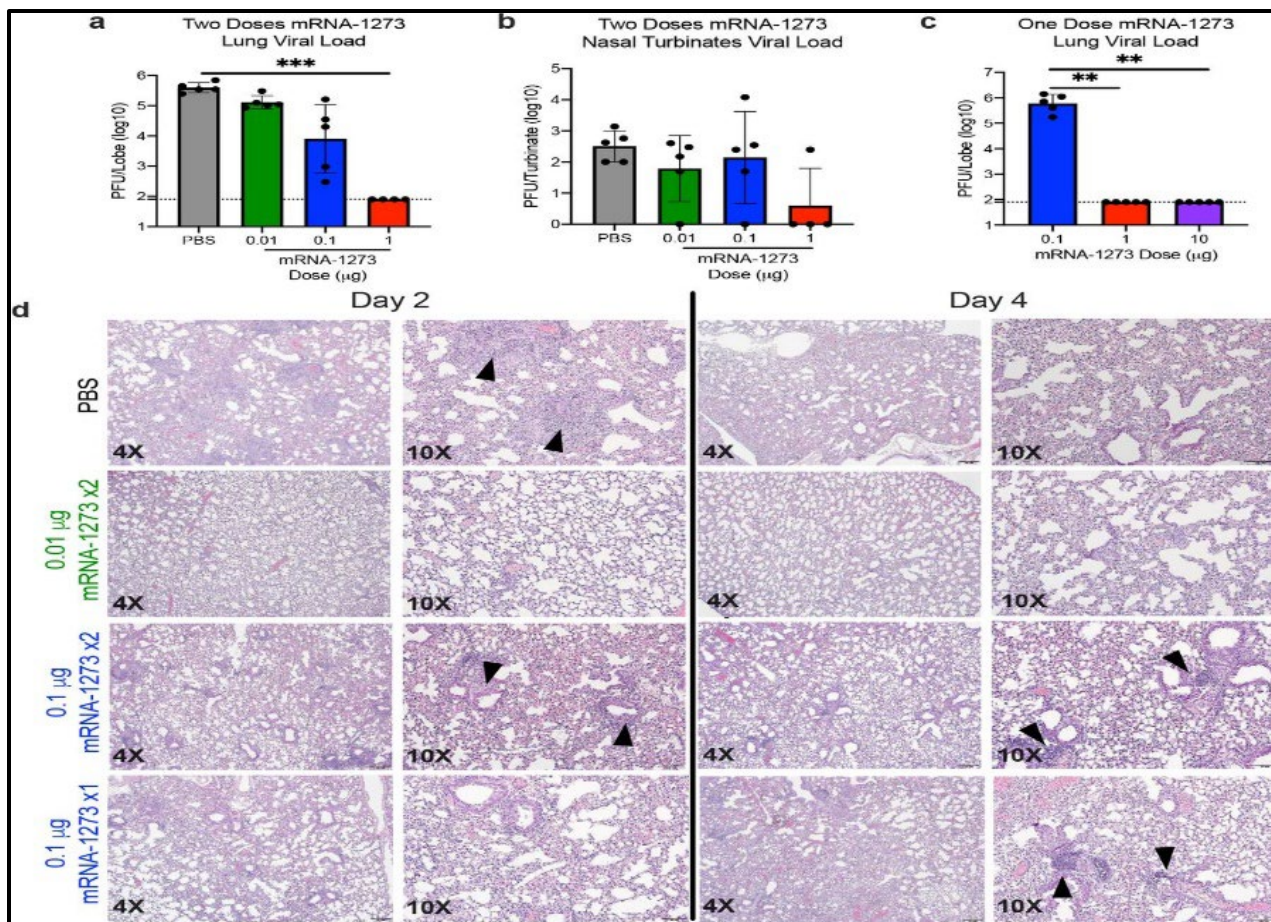 a
Two Doses mRNA-1273
Lung Viral Load
***
PFU/Lobe (log10)
6
5
4
3
2
1
PBS
0.01
0.1
1
mRNA-1273
Dose (μg)
b
Two Doses mRNA-1273
Nasal Turbinates Viral Load
PFU/Turbinate (log10)
5
4
3
2
1
0
PBS
0.01
0.1
1
mRNA-1273
Dose (μg)
c
One Dose mRNA-1273
Lung Viral Load
**
**
PFU/Lobe (log10)
7
6
5
4
3
2
1
0.1
1
10
mRNA-1273 Dose (μg)
d
Day 2
Day 4
PBS
4X
10X
4X
10X
0.01 μg
mRNA-1273 x2
4X
10X
4X
10X
0.1 μg
mRNA-1273 x2
4X
10X
4X
10X
0.1 μg
mRNA-1273 x1
4X
10X
4X
10X